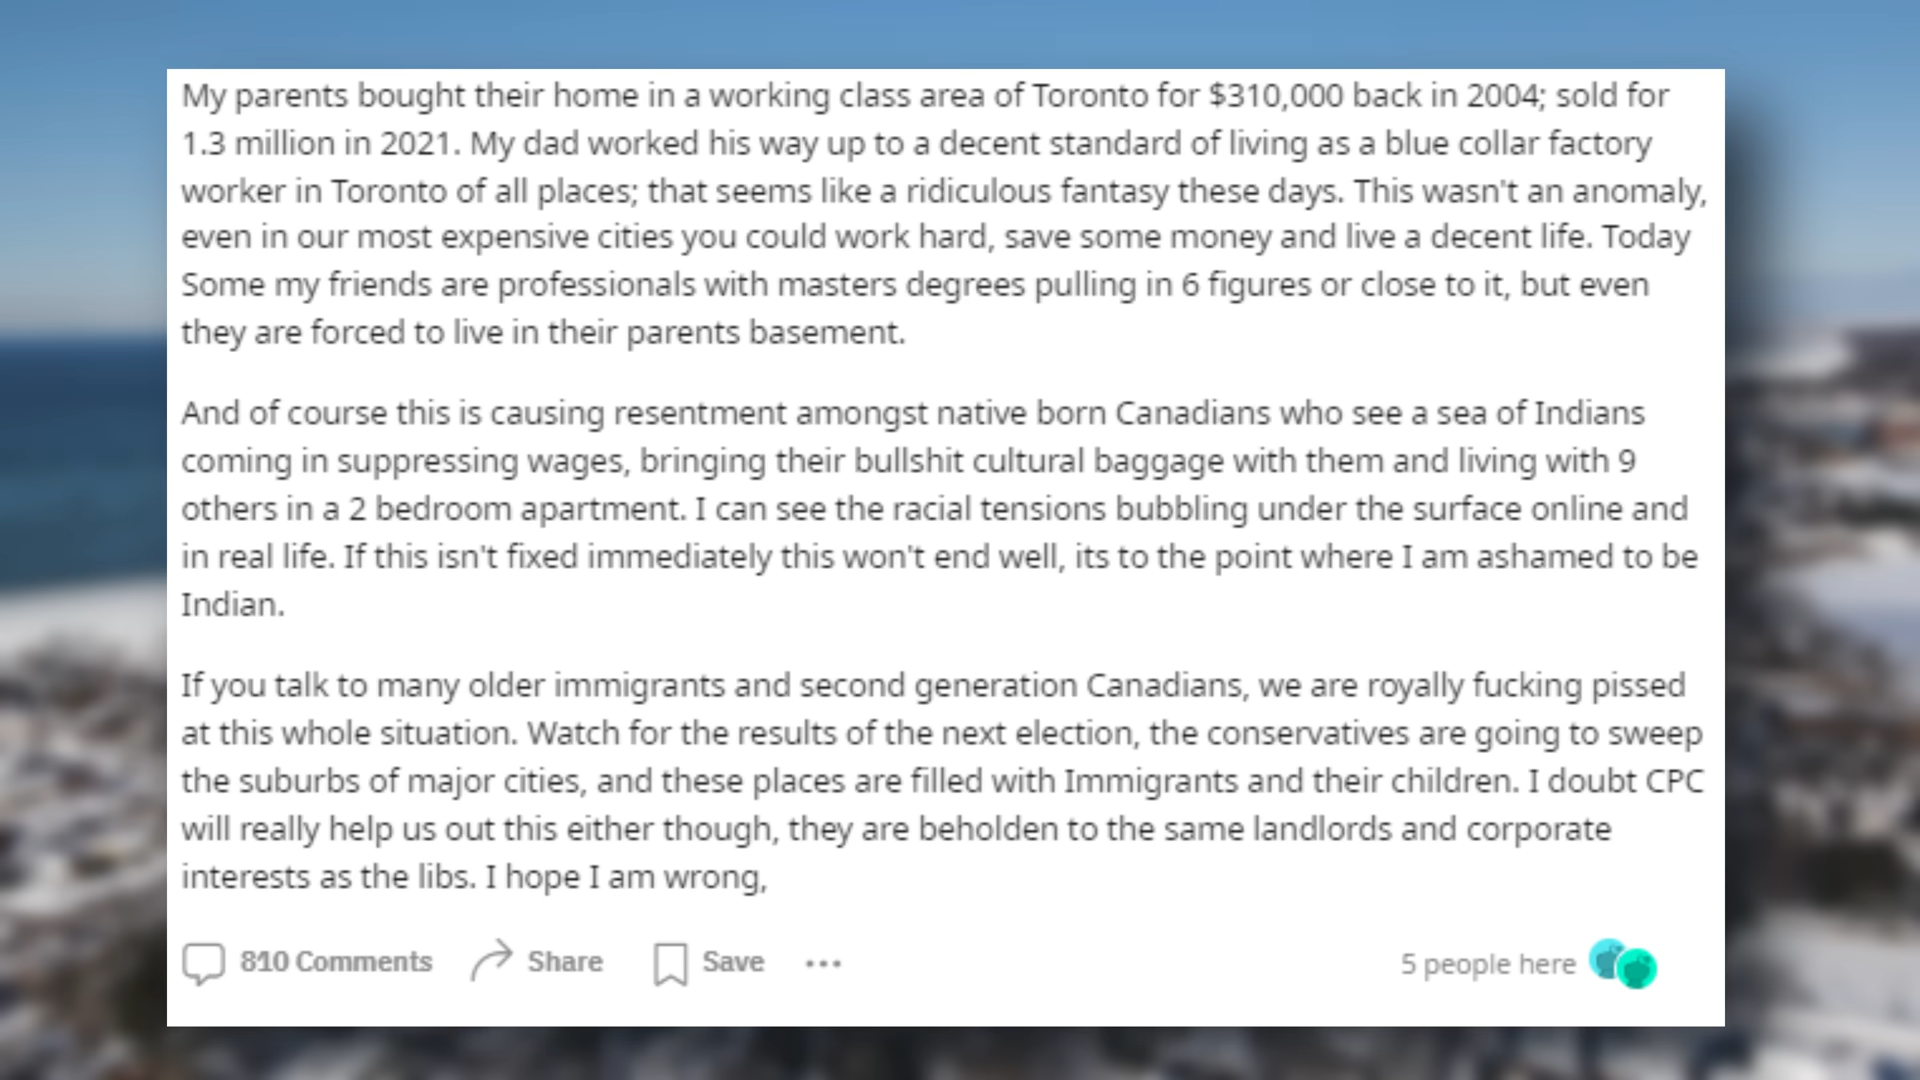 My parents bought their home in a working class area of Toronto for $310,000 back in 2004; sold for
1.3 million in 2021. My dad worked his way up to a decent standard of living as a blue collar factory
worker in Toronto of all places; that seems like a ridiculous fantasy these days. This wasn't an anomaly,
even in our most expensive cities you could work hard, save some money and live a decent life. Today
Some my friends are professionals with masters degrees pulling in 6 figures or close to it, but even
they are forced to live in their parents basement.
And of course this is causing resentment amongst native born Canadians who see a sea of Indians
coming in suppressing wages, bringing their bullshit cultural baggage with them and living with 9
others in a 2 bedroom apartment. I can see the racial tensions bubbling under the surface online and
in real life. If this isn't fixed immediately this won't end well, its to the point where I am ashamed to be
Indian.
If you talk to many older immigrants and second generation Canadians, we are royally fucking pissed
at this whole situation. Watch for the results of the next election, the conservatives are going to sweep
the suburbs of major cities, and these places are filled with Immigrants and their children. I doubt CPC
will really help us out this either though, they are beholden to the same landlords and corporate
interests as the libs. I hope I am wrong,
810 Comments Share Save ... 5 people here